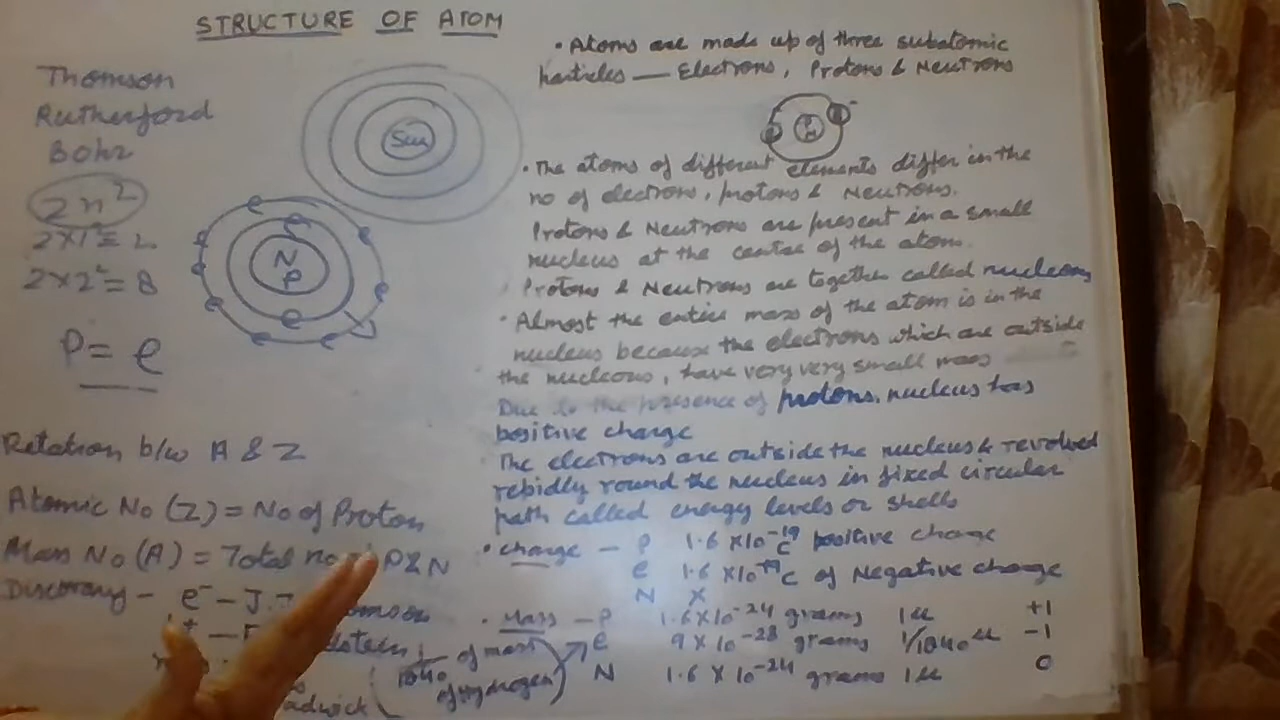 STRUCTURE OF ATOM
Thomson
Rutherford
Bohr
2n²
2×1²= 2
2×2²= 8
P= e
Sun
N
P
e
e
e
e
e
e
e
e
e
e
Relation b/w A & Z
Atomic No (Z) = No of Proton
Mass No (A) = Total no P & N
Discovary - e⁻ - J.
• Atoms are made up of three subatomic
particles — Electrons, Protons & Neutrons
P
N
• The atoms of different elements differ in the
no of electrons, protons & Neutrons.
Protons & Neutrons are present in a small
nucleus at the centre of the atom.
• Protons & Neutrons are together called nucleons
• Almost the entire mass of the atom is in the
nucleus because the electrons which are outside
the nucleous, have very very small mass
Due to the presence of protons, nucleus has
positive charge
The electrons are outside the nucleus & revolved
rebidly round the nucleus in fixed circular
path called energy levels or shells
• charge - P 1.6 ×10⁻¹⁹ C positive charge
e 1.6 ×10⁻¹⁹ C of Negative charge
N ×
• Mass - P 1.6×10⁻²⁴ grams 1u +1
e 9 × 10⁻²⁸ grams 1/1840 u -1
N 1.6 × 10⁻²⁴ grams 1u 0
1/1840 of mass
of Hydrogen